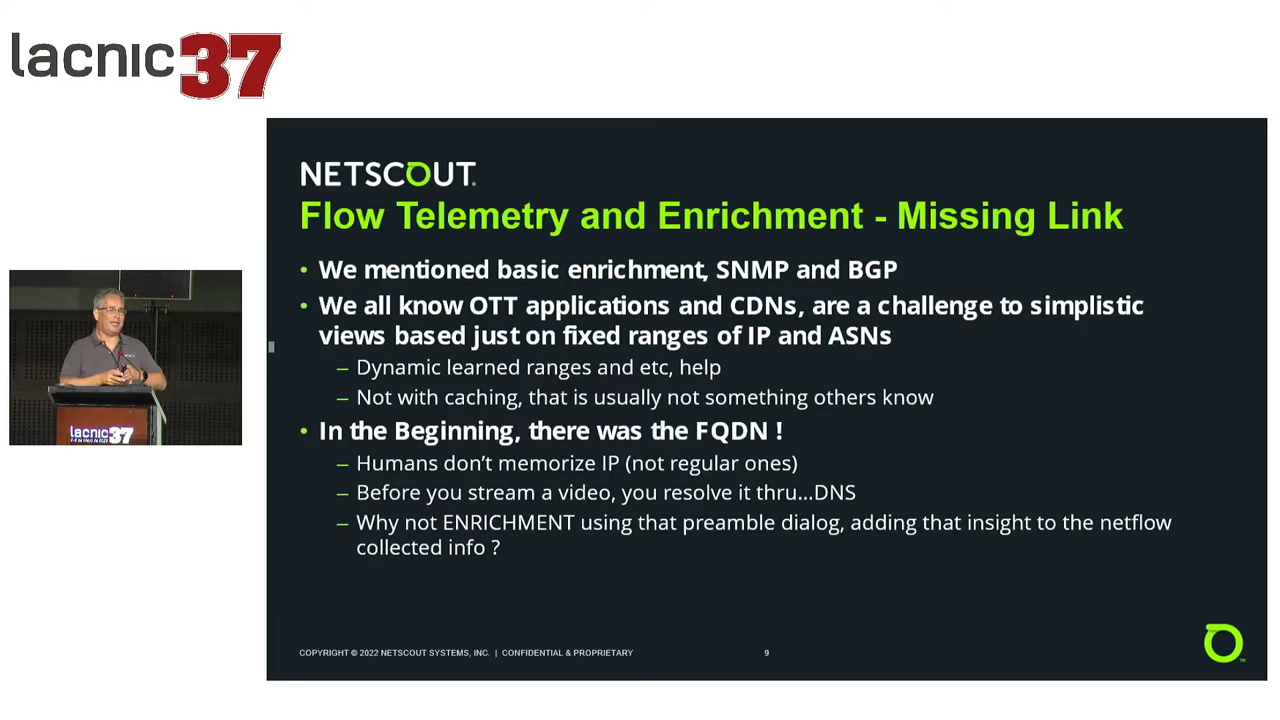 lacnic 37
NETSCOUT.
Flow Telemetry and Enrichment - Missing Link
• We mentioned basic enrichment, SNMP and BGP
• We all know OTT applications and CDNs, are a challenge to simplistic
views based just on fixed ranges of IP and ASNs
– Dynamic learned ranges and etc, help
– Not with caching, that is usually not something others know
• In the Beginning, there was the FQDN !
– Humans don’t memorize IP (not regular ones)
– Before you stream a video, you resolve it thru...DNS
– Why not ENRICHMENT using that preamble dialog, adding that insight to the netflow
collected info ?
COPYRIGHT © 2022 NETSCOUT SYSTEMS, INC. | CONFIDENTIAL & PROPRIETARY 9
lacnic 37